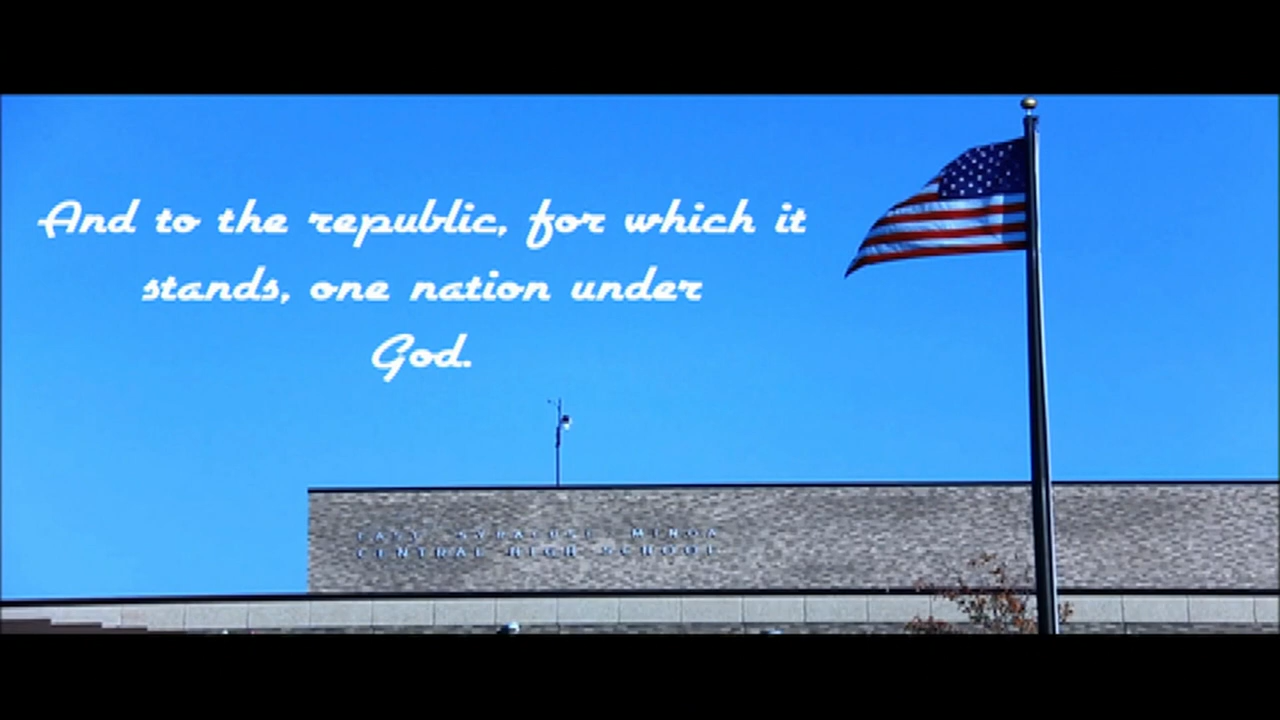 And to the republic, for which it
stands, one nation under
God.
EAST SYRACUSE MINOA
CENTRAL HIGH SCHOOL